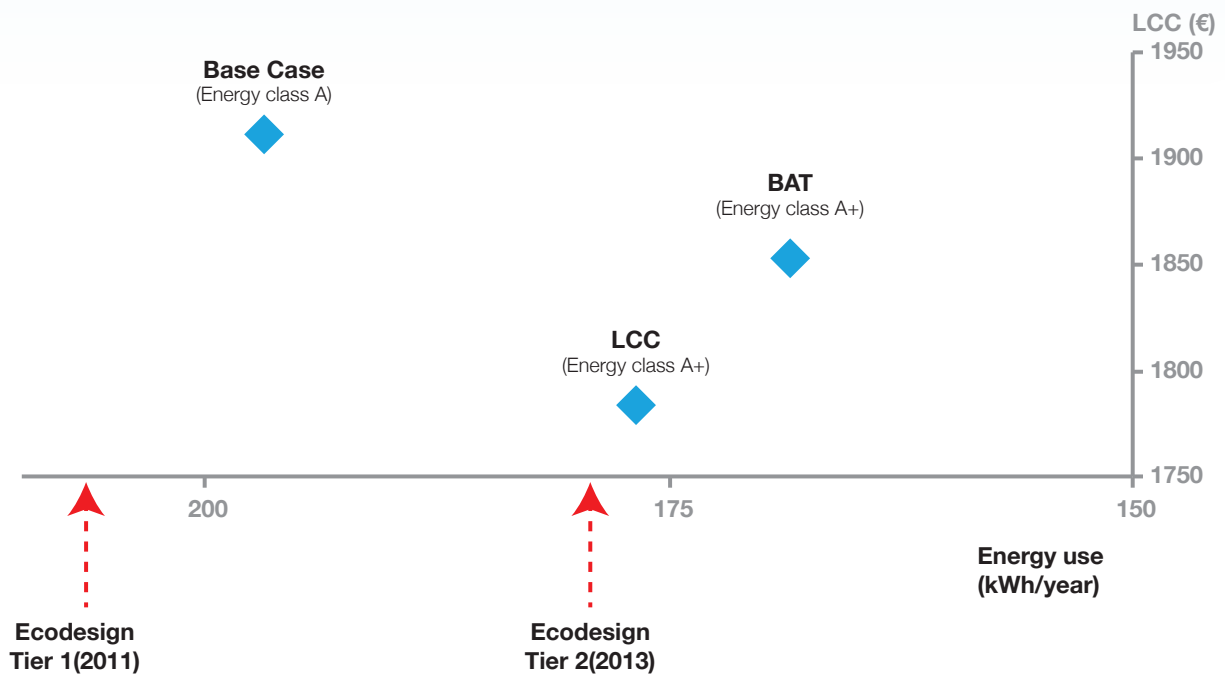 LCC (€)
1950
Base Case
(Energy class A)
1900
BAT
(Energy class A+)
1850
LCC
(Energy class A+)
1800
1750
200
175
150
Energy use
(kWh/year)
Ecodesign
Tier 1(2011)
Ecodesign
Tier 2(2013)